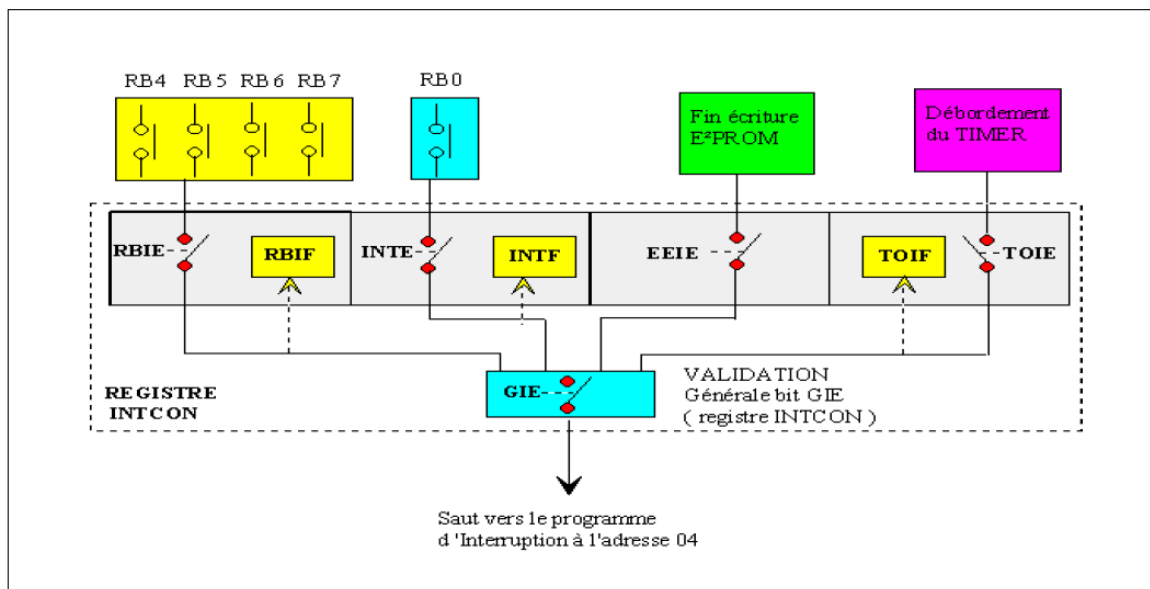 RB4 RB5 RB6 RB7
RB0
Fin écriture
E²PROM
Débordement
du TIMER
RBIE
RBIF
INTE
INTF
EEIE
TOIF
TOIE
REGISTRE
INTCON
GIE
VALIDATION
Générale bit GIE
( registre INTCON )
Saut vers le programme
d 'Interruption à l'adresse 04